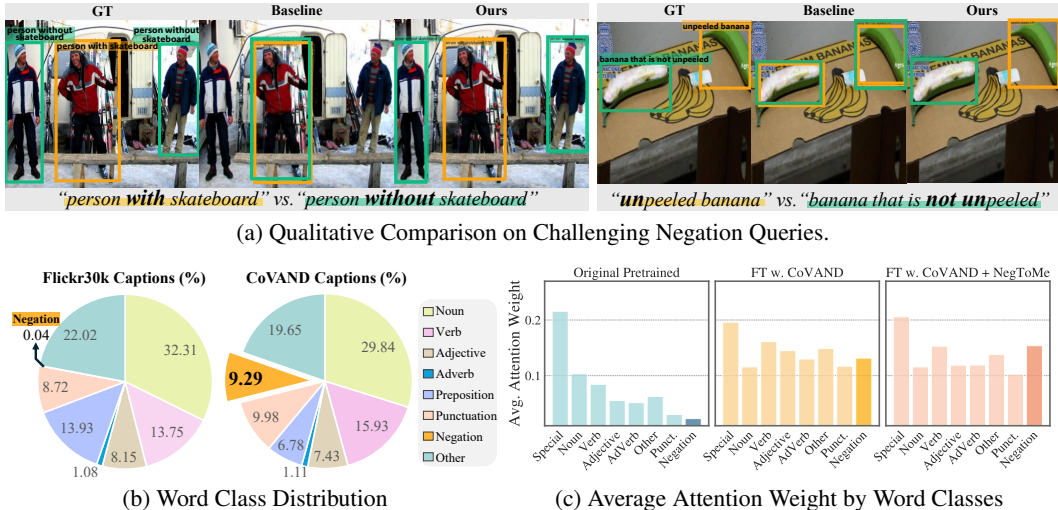 GT Baseline Ours
person without skateboard
person with skateboard
person without skateboard
"person with skateboard" vs. "person without skateboard"
GT Baseline Ours
unpeeled banana
banana that is not unpeeled
BANANAS
"unpeeled banana" vs. "banana that is not unpeeled"
(a) Qualitative Comparison on Challenging Negation Queries.
Flickr30k Captions (%)
Negation
0.04
22.02
32.31
8.72
13.93
13.75
8.15
1.08
CoVAND Captions (%)
19.65
29.84
9.29
9.98
15.93
6.78
7.43
1.11
Noun
Verb
Adjective
Adverb
Preposition
Punctuation
Negation
Other
(b) Word Class Distribution
Original Pretrained
FT w. CoVAND
FT w. CoVAND + NegToMe
Avg. Attention Weight
0.2
0.1
Special Noun Verb Adjective AdVerb Other Punct. Negation
Special Noun Verb Adjective AdVerb Other Punct. Negation
Special Noun Verb Adjective AdVerb Other Punct. Negation
(c) Average Attention Weight by Word Classes